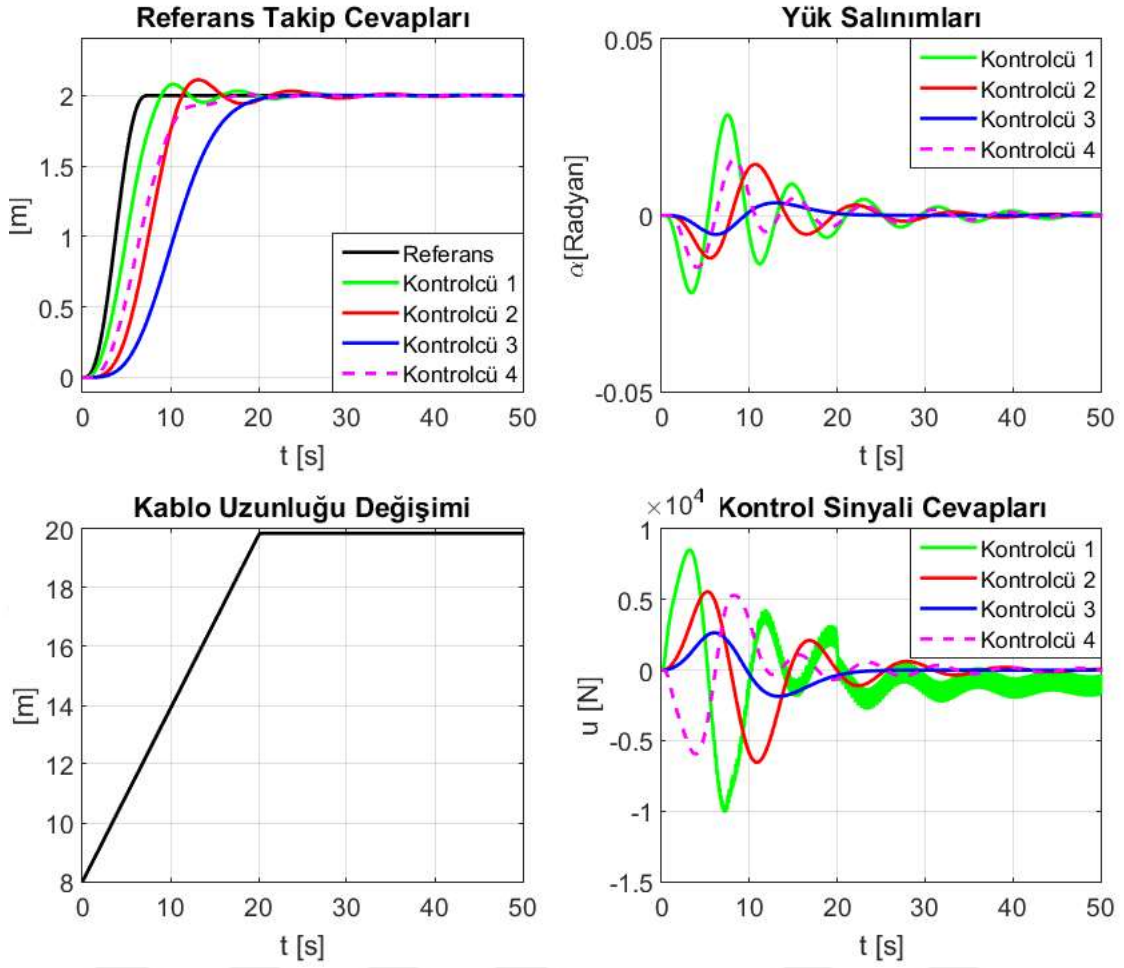 Referans Takip Cevapları
[m]
2
1.5
1
0.5
0
Referans
Kontrolcü 1
Kontrolcü 2
Kontrolcü 3
Kontrolcü 4
0 10 20 30 40 50
t [s]
Yük Salınımları
α[Radyan]
0.05
0
-0.05
Kontrolcü 1
Kontrolcü 2
Kontrolcü 3
Kontrolcü 4
0 10 20 30 40 50
t [s]
Kablo Uzunluğu Değişimi
[m]
20
18
16
14
12
10
8
0 10 20 30 40 50
t [s]
×10⁴ Kontrol Sinyali Cevapları
u [N]
1
0.5
0
-0.5
-1
-1.5
Kontrolcü 1
Kontrolcü 2
Kontrolcü 3
Kontrolcü 4
0 10 20 30 40 50
t [s]